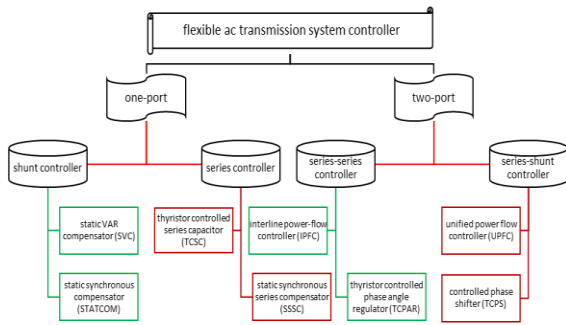 flexible ac transmission system controller
one-port
two-port
shunt controller
series controller
series-series
controller
series-shunt
controller
static VAR
compensator (SVC)
thyristor controlled
series capacitor
(TCSC)
interline power-flow
controller (IPFC)
unified power flow
controller (UPFC)
static synchronous
compensator
(STATCOM)
static synchronous
series compensator
(SSSC)
thyristor controlled
phase angle
regulator (TCPAR)
controlled phase
shifter (TCPS)